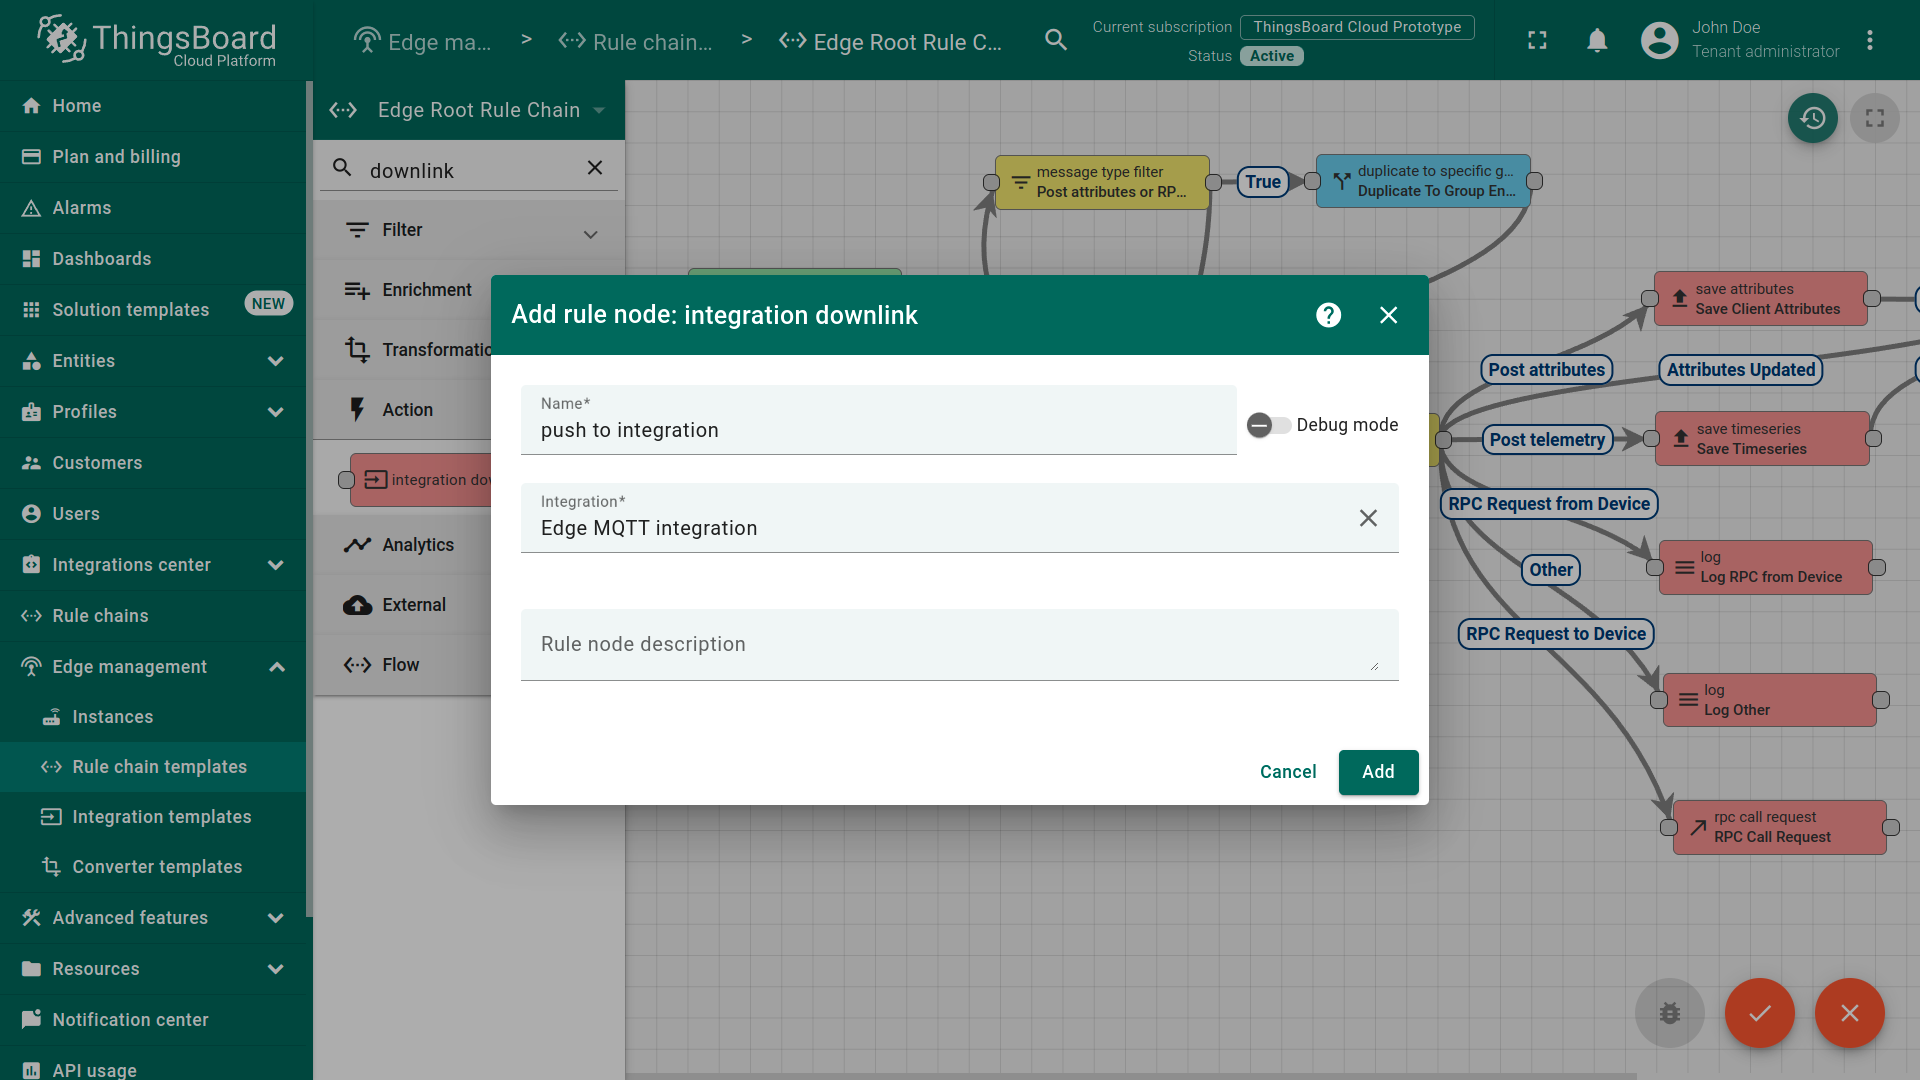 ThingsBoard
Cloud Platform
Edge ma...
>
Rule chain...
>
Edge Root Rule C...
Current subscription
ThingsBoard Cloud Prototype
Status
Active
John Doe
Tenant administrator
Home
Plan and billing
Alarms
Dashboards
Solution templates
NEW
Entities
Profiles
Customers
Users
Integrations center
Rule chains
Edge management
Instances
Rule chain templates
Integration templates
Converter templates
Advanced features
Resources
Notification center
API usage
Edge Root Rule Chain
downlink
Filter
Enrichment
Transformatio
Action
integration do
Analytics
External
Flow
message type filter
Post attributes or RP...
True
duplicate to specific g...
Duplicate To Group En...
save attributes
Save Client Attributes
Post attributes
Attributes Updated
Post telemetry
save timeseries
Save Timeseries
RPC Request from Device
log
Log RPC from Device
Other
RPC Request to Device
log
Log Other
rpc call request
RPC Call Request
Add rule node: integration downlink
Name*
push to integration
Debug mode
Integration*
Edge MQTT integration
Rule node description
Cancel
Add